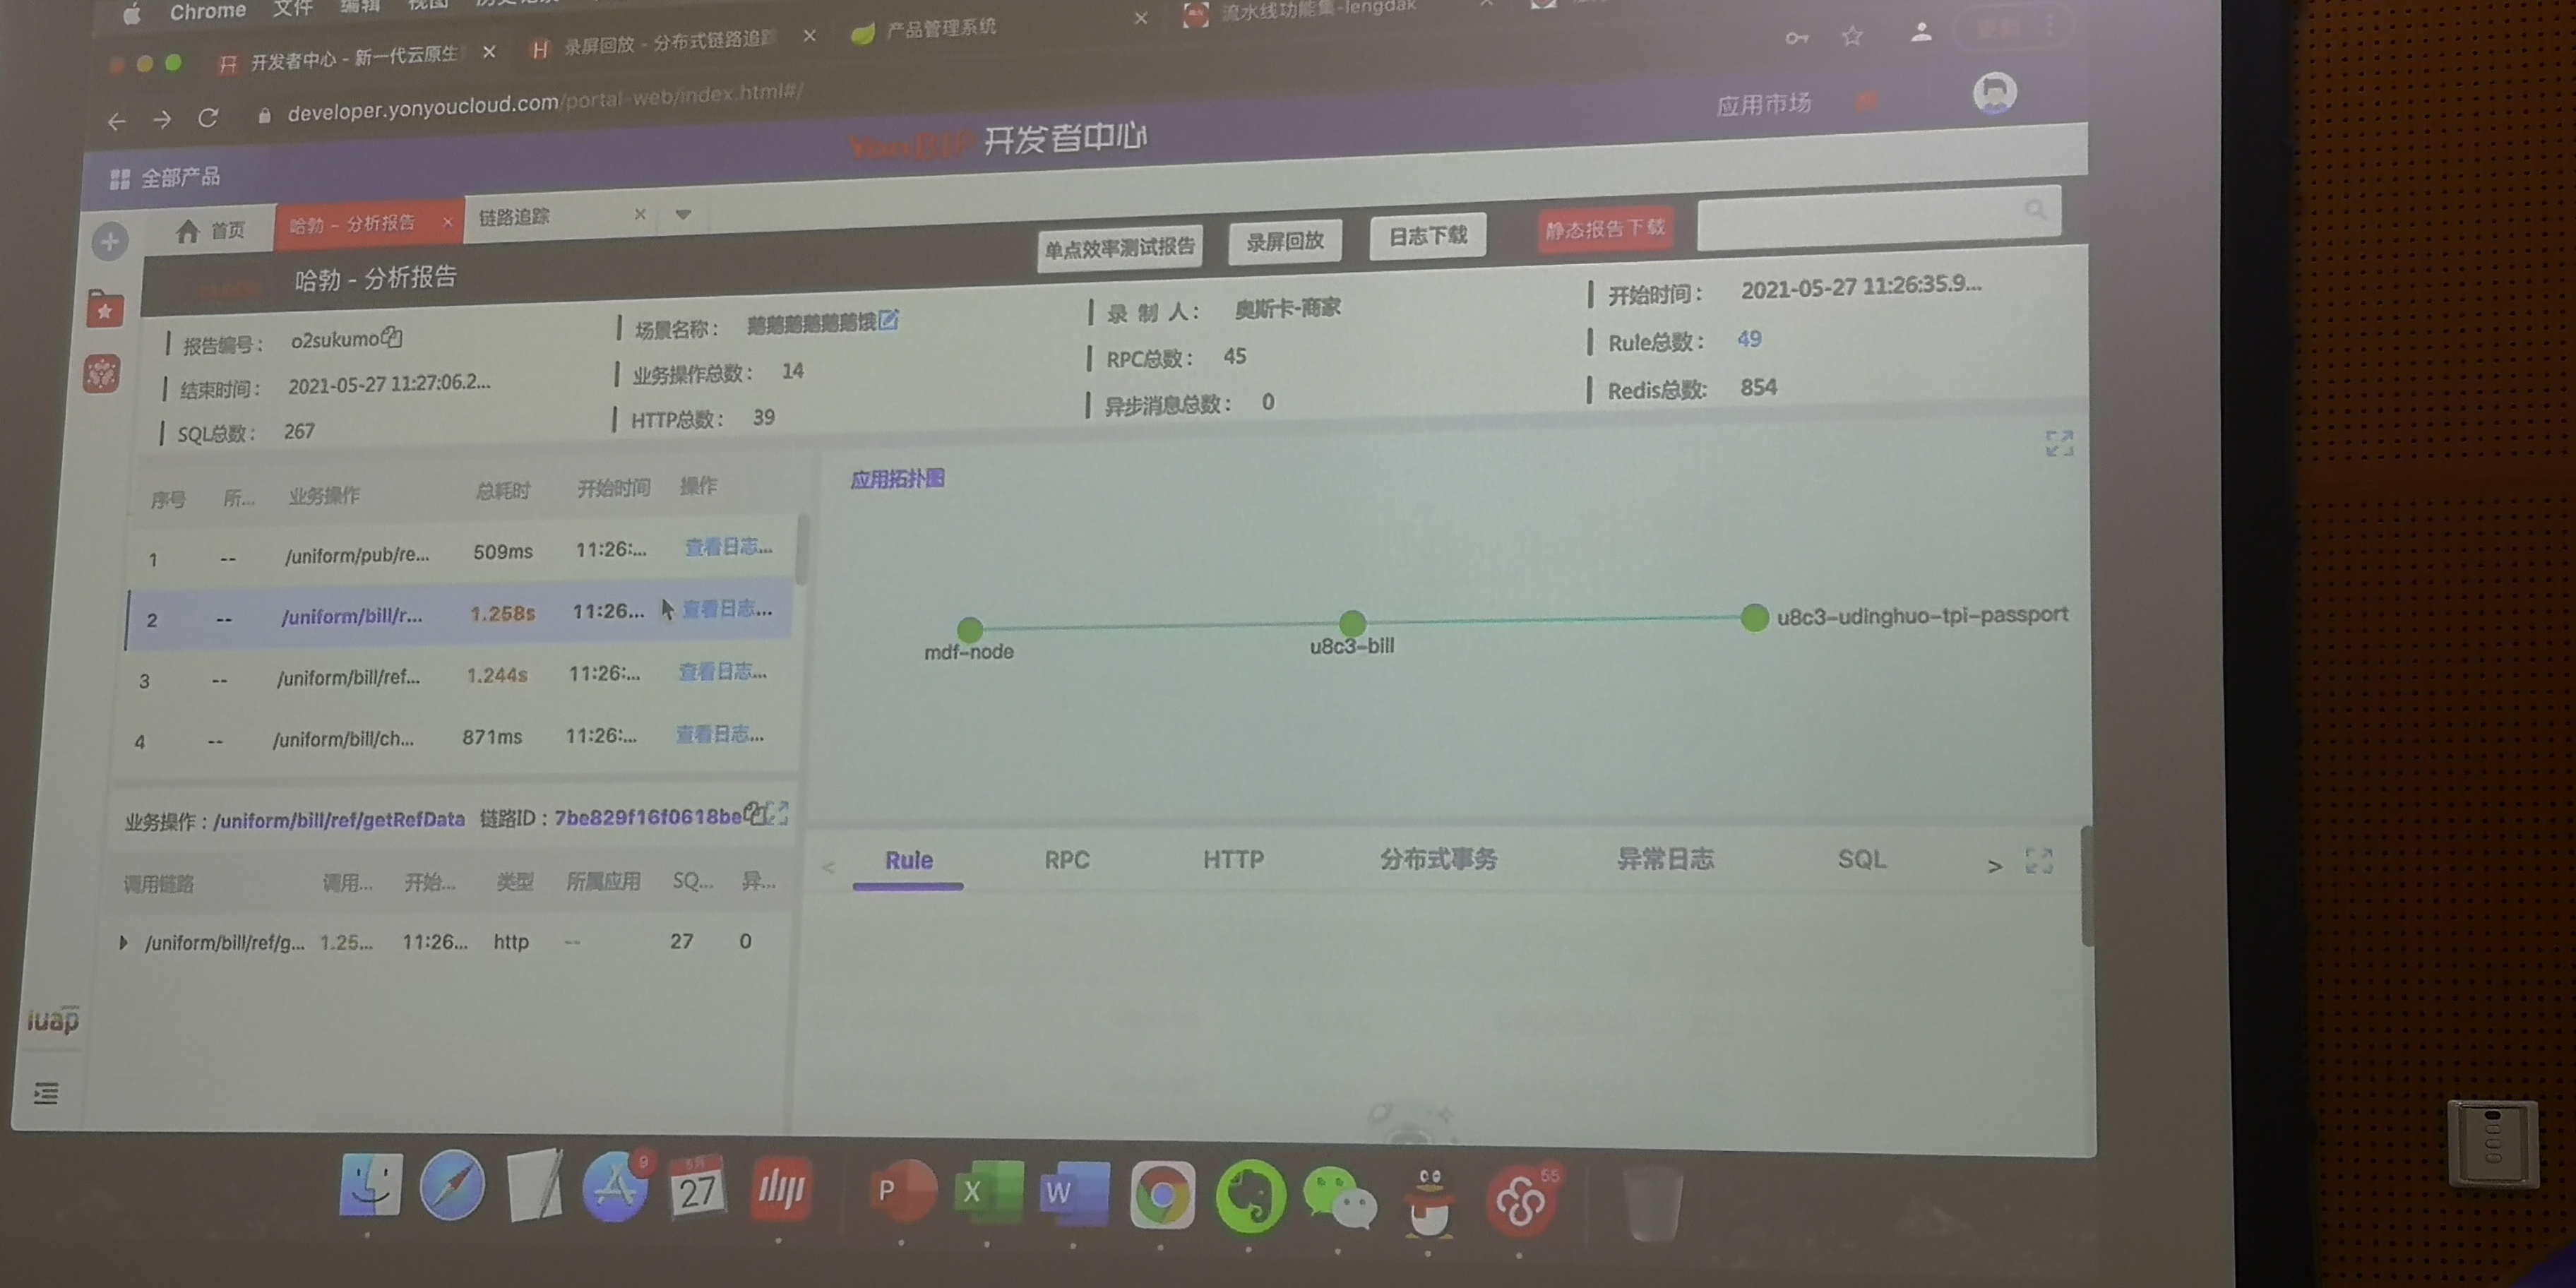 Chrome 文件 编辑 视图 历史记录
开发者中心 - 新一代云原生
录屏回放 - 分布式链路追踪
产品管理系统
流水线功能集-lengdak
developer.yonyoucloud.com/portal-web/index.html#/
应用市场
全部产品
YonBIP 开发者中心
首页
哈勃 - 分析报告
链路追踪
哈勃 - 分析报告
单点效率测试报告
录屏回放
日志下载
静态报告下载
报告编号： o2sukumo
场景名称： 鹅鹅鹅鹅鹅鹅饿
录 制 人： 奥斯卡-商家
开始时间： 2021-05-27 11:26:35.9...
结束时间： 2021-05-27 11:27:06.2...
业务操作总数： 14
RPC总数： 45
Rule总数： 49
SQL总数： 267
HTTP总数： 39
异步消息总数： 0
Redis总数: 854
序号 所... 业务操作 总耗时 开始时间 操作
1 -- /uniform/pub/re... 509ms 11:26:... 查看日志...
2 -- /uniform/bill/r... 1.258s 11:26... 查看日志...
3 -- /uniform/bill/ref... 1.244s 11:26:... 查看日志...
4 -- /uniform/bill/ch... 871ms 11:26:... 查看日志...
应用拓扑图
mdf-node
u8c3-bill
u8c3-udinghuo-tpi-passport
业务操作：/uniform/bill/ref/getRefData 链路ID：7be829f16f0618be
调用链路 调用... 开始... 类型 所属应用 SQ... 异...
/uniform/bill/ref/g... 1.25... 11:26... http -- 27 0
< Rule RPC HTTP 分布式事务 异常日志 SQL >
iuap
9
5月
27
P
X
W
55